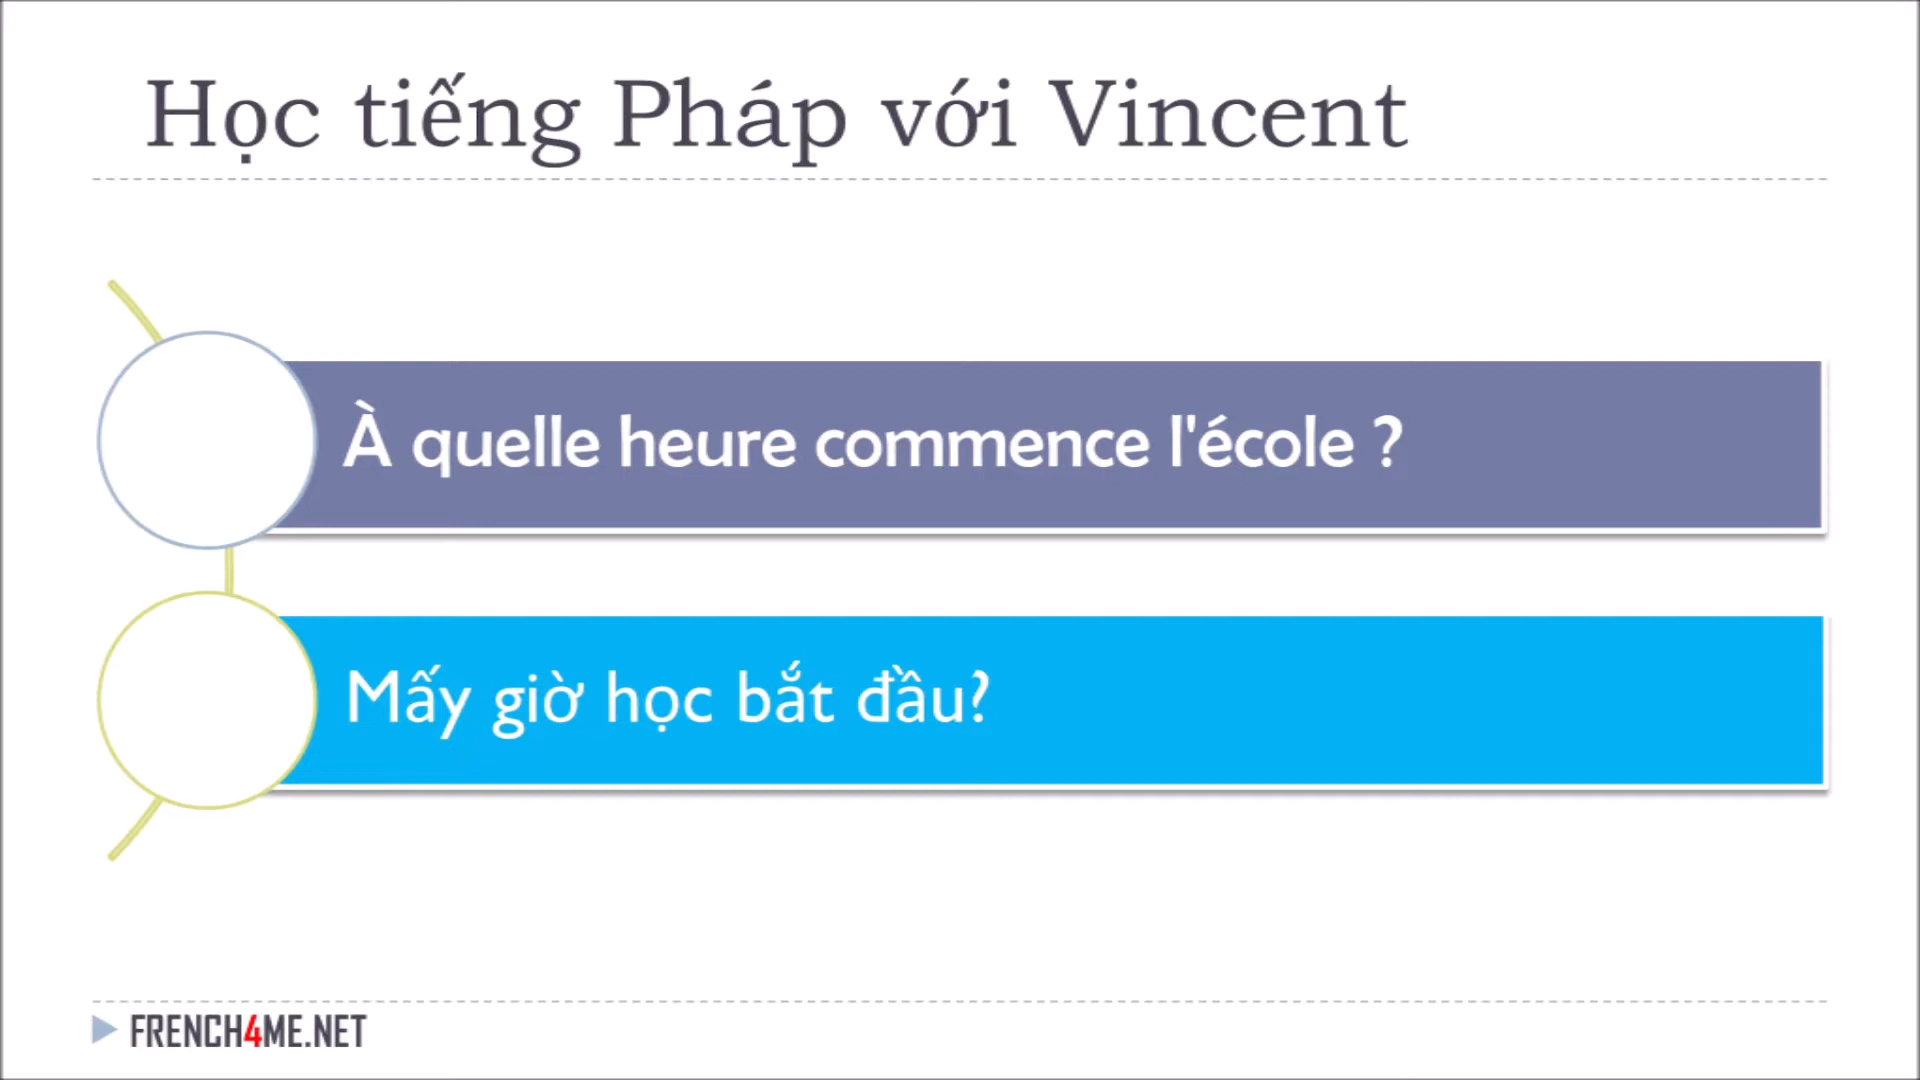 Học tiếng Pháp với Vincent
À quelle heure commence l'école ?
Mấy giờ học bắt đầu?
FRENCH4ME.NET